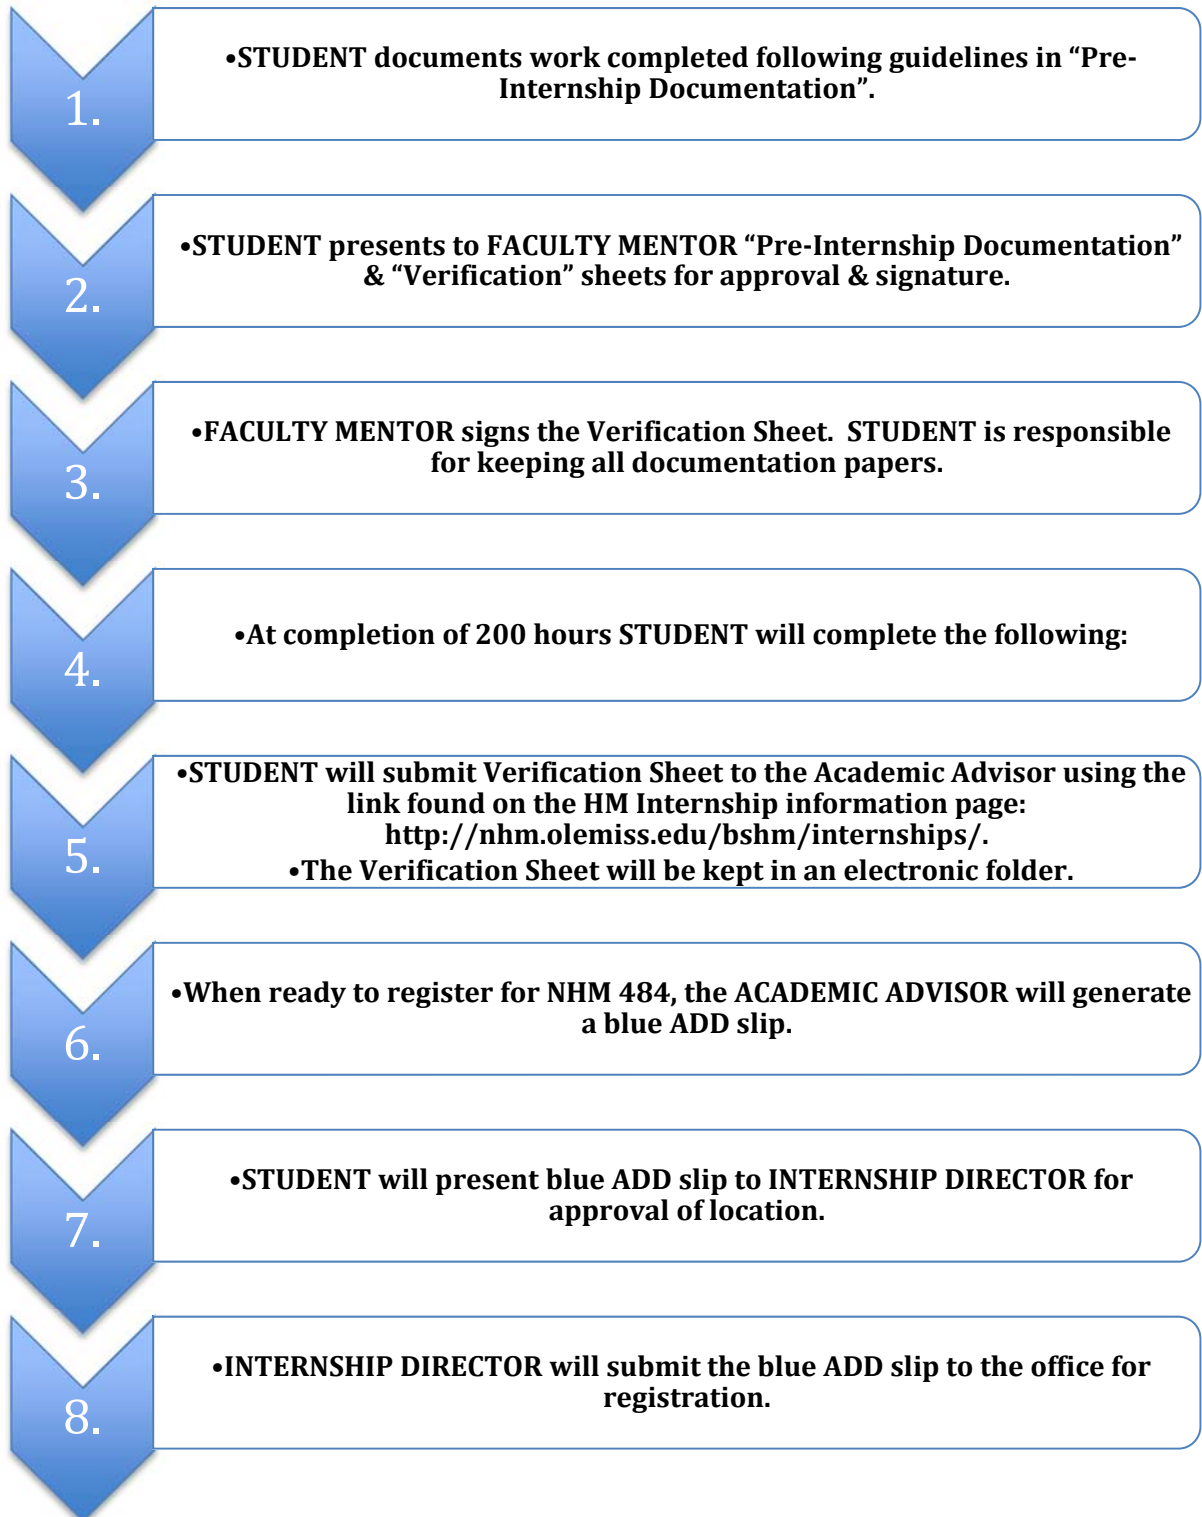 1.
•STUDENT documents work completed following guidelines in “Pre-
Internship Documentation”.
2.
•STUDENT presents to FACULTY MENTOR “Pre-Internship Documentation”
& “Verification” sheets for approval & signature.
3.
•FACULTY MENTOR signs the Verification Sheet.  STUDENT is responsible
for keeping all documentation papers.
4.
•At completion of 200 hours STUDENT will complete the following:
5.
•STUDENT will submit Verification Sheet to the Academic Advisor using the
link found on the HM Internship information page:
http://nhm.olemiss.edu/bshm/internships/.
•The Verification Sheet will be kept in an electronic folder.
6.
•When ready to register for NHM 484, the ACADEMIC ADVISOR will generate
a blue ADD slip.
7.
•STUDENT will present blue ADD slip to INTERNSHIP DIRECTOR for
approval of location.
8.
•INTERNSHIP DIRECTOR will submit the blue ADD slip to the office for
registration.